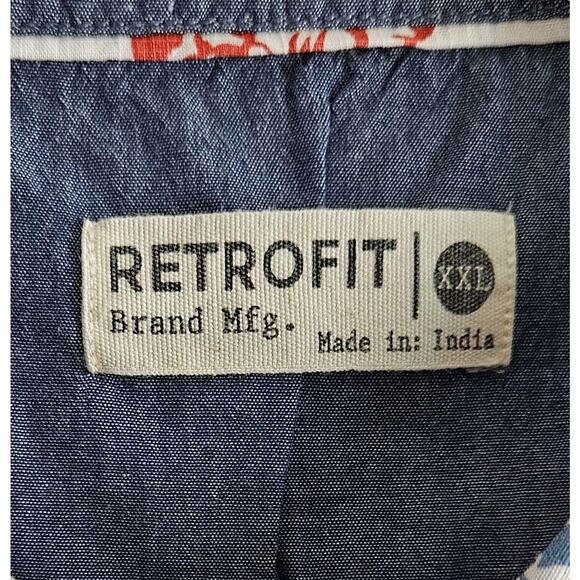 RETROFIT
XXL
Brand Mfg.
Made in: India